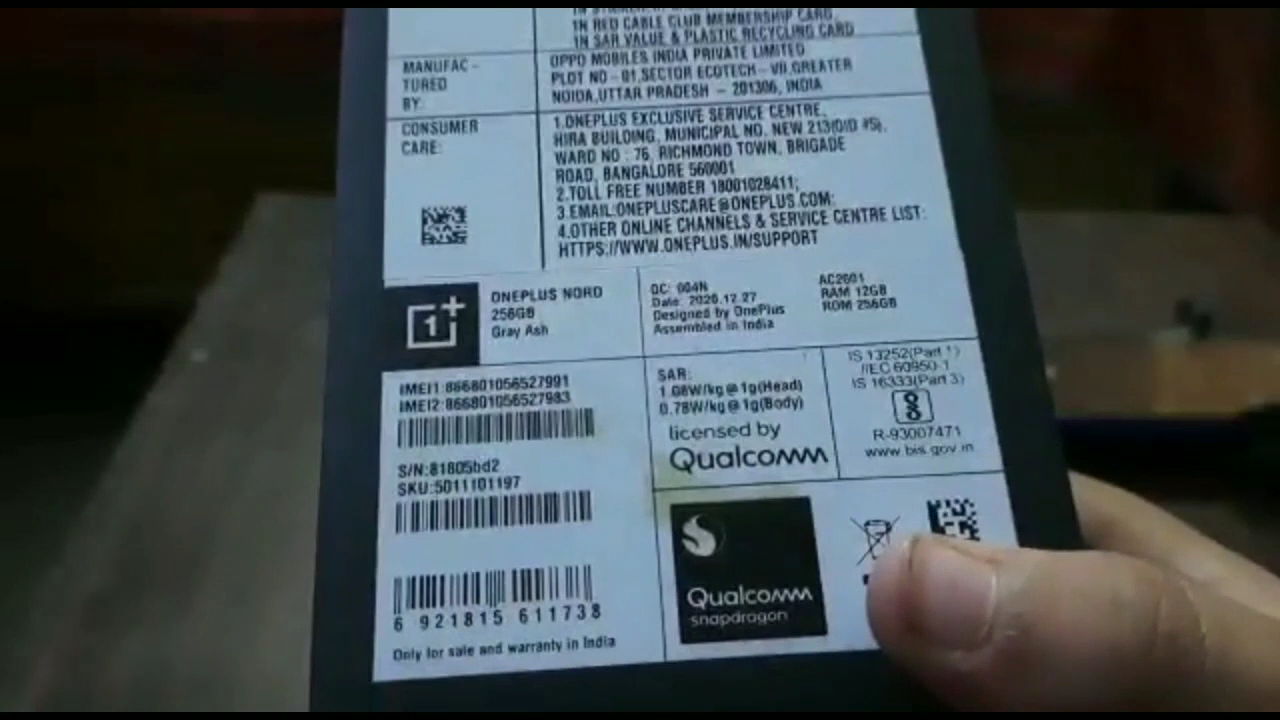 1N RED CABLE CLUB MEMBERSHIP CARD
1N SAR VALUE & PLASTIC RECYCLING CARD
MANUFAC -
TURED
BY:
OPPO MOBILES INDIA PRIVATE LIMITED
PLOT NO - 01,SECTOR ECOTECH - VII,GREATER
NOIDA,UTTAR PRADESH - 201306, INDIA
CONSUMER
CARE:
1.ONEPLUS EXCLUSIVE SERVICE CENTRE,
HIRA BUILDING, MUNICIPAL NO. NEW 213(OID #5),
WARD NO : 76, RICHMOND TOWN, BRIGADE
ROAD, BANGALORE 560001
2.TOLL FREE NUMBER 18001028411;
3.EMAIL:ONEPLUSCARE@ONEPLUS.COM;
4.OTHER ONLINE CHANNELS & SERVICE CENTRE LIST:
HTTPS://WWW.ONEPLUS.IN/SUPPORT
1+
ONEPLUS NORD
256GB
Gray Ash
QC: 004N
Date: 2020.12.27
Designed by OnePlus
Assembled in India
AC2001
RAM 12GB
ROM 256GB
IMEI1:866801056527991
IMEI2:866801056527983
S/N:81805bd2
SKU:5011101197
6 921815 611738
Only for sale and warranty in India
SAR:
1.08W/kg @ 1g(Head)
0.78W/kg @ 1g(Body)
licensed by
Qualcomm
IS 13252(Part 1)
/IEC 60950-1
IS 16333(Part 3)
R-93007471
www.bis.gov.in
Qualcomm
snapdragon